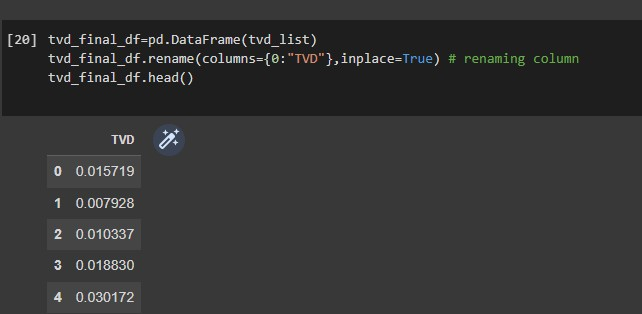 [20] tvd_final_df=pd.DataFrame(tvd_list)
tvd_final_df.rename(columns={0:"TVD"},inplace=True) # renaming column
tvd_final_df.head()
TVD
0 0.015719
1 0.007928
2 0.010337
3 0.018830
4 0.030172